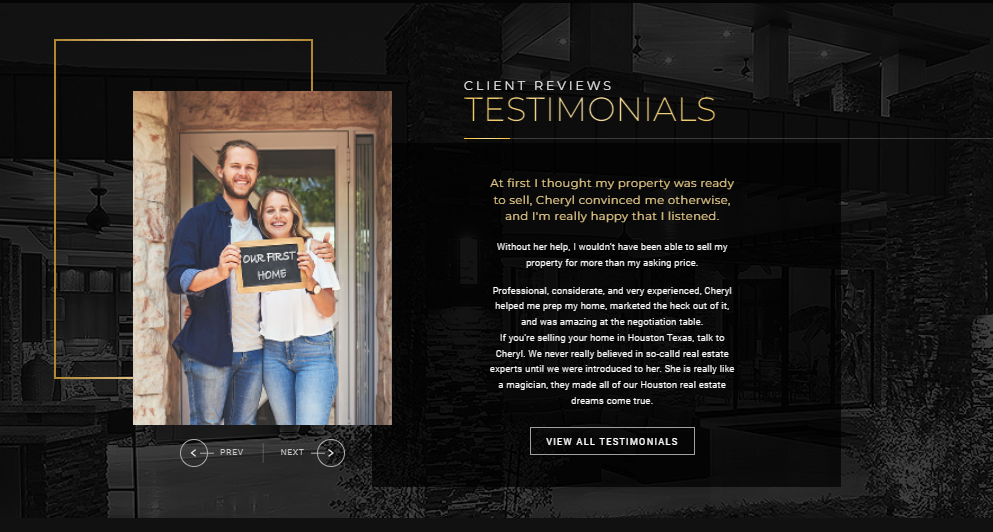 CLIENT REVIEWS
TESTIMONIALS
OUR FIRST
HOME
At first I thought my property was ready
to sell, Cheryl convinced me otherwise,
and I'm really happy that I listened.
Without her help, I wouldn't have been able to sell my
property for more than my asking price.
Professional, considerate, and very experienced, Cheryl
helped me prep my home, marketed the heck out of it,
and was amazing at the negotiation table.
If you're selling your home in Houston Texas, talk to
Cheryl. We never really believed in so-calld real estate
experts until we were introduced to her. She is really like
a magician, they made all of our Houston real estate
dreams come true.
VIEW ALL TESTIMONIALS
PREV
NEXT